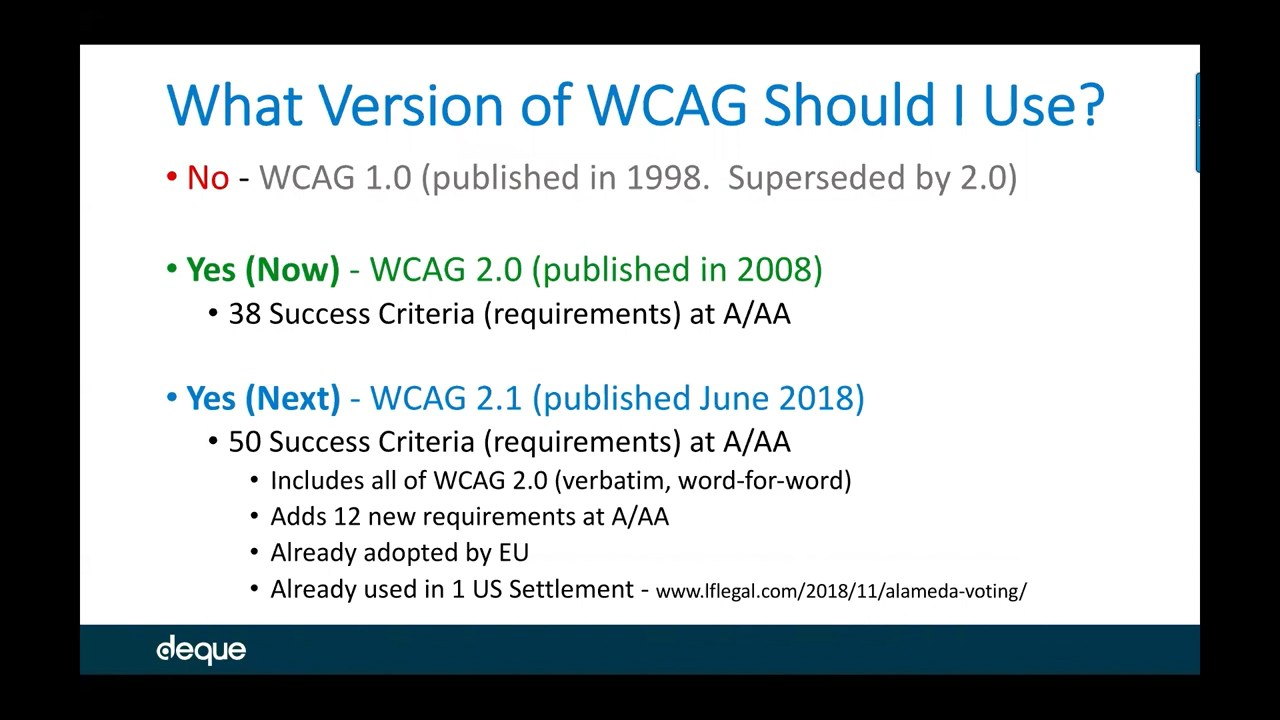 What Version of WCAG Should I Use?
• No - WCAG 1.0 (published in 1998.  Superseded by 2.0)
• Yes (Now) - WCAG 2.0 (published in 2008)
• 38 Success Criteria (requirements) at A/AA
• Yes (Next) - WCAG 2.1 (published June 2018)
• 50 Success Criteria (requirements) at A/AA
• Includes all of WCAG 2.0 (verbatim, word-for-word)
• Adds 12 new requirements at A/AA
• Already adopted by EU
• Already used in 1 US Settlement - www.lflegal.com/2018/11/alameda-voting/
deque